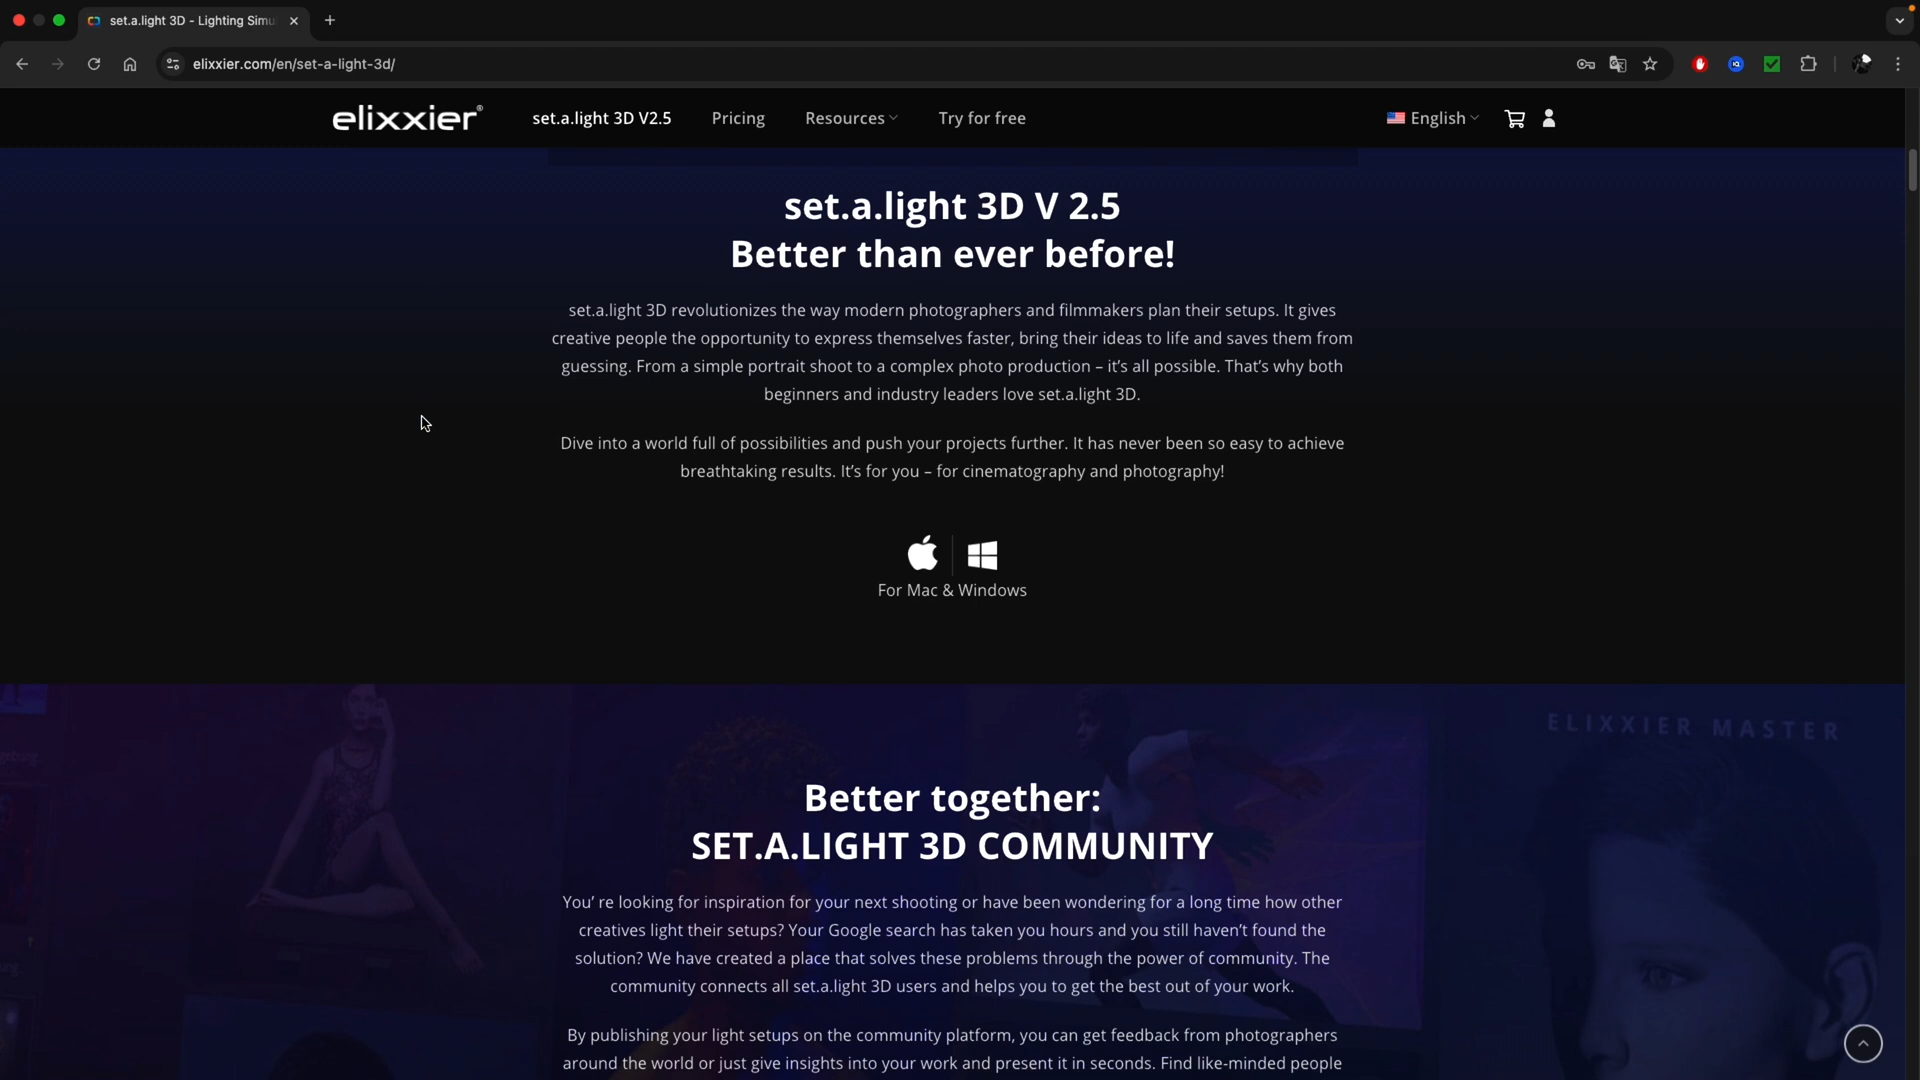 set.a.light 3D - Lighting Simu
elixxier.com/en/set-a-light-3d/
elixxier®
set.a.light 3D V2.5
Pricing
Resources
Try for free
English
set.a.light 3D V 2.5
Better than ever before!
set.a.light 3D revolutionizes the way modern photographers and filmmakers plan their setups. It gives
creative people the opportunity to express themselves faster, bring their ideas to life and saves them from
guessing. From a simple portrait shoot to a complex photo production – it's all possible. That's why both
beginners and industry leaders love set.a.light 3D.
Dive into a world full of possibilities and push your projects further. It has never been so easy to achieve
breathtaking results. It's for you – for cinematography and photography!
For Mac & Windows
ELIXXIER MASTER
Better together:
SET.A.LIGHT 3D COMMUNITY
You' re looking for inspiration for your next shooting or have been wondering for a long time how other
creatives light their setups? Your Google search has taken you hours and you still haven't found the
solution? We have created a place that solves these problems through the power of community. The
community connects all set.a.light 3D users and helps you to get the best out of your work.
By publishing your light setups on the community platform, you can get feedback from photographers
around the world or just give insights into your work and present it in seconds. Find like-minded people